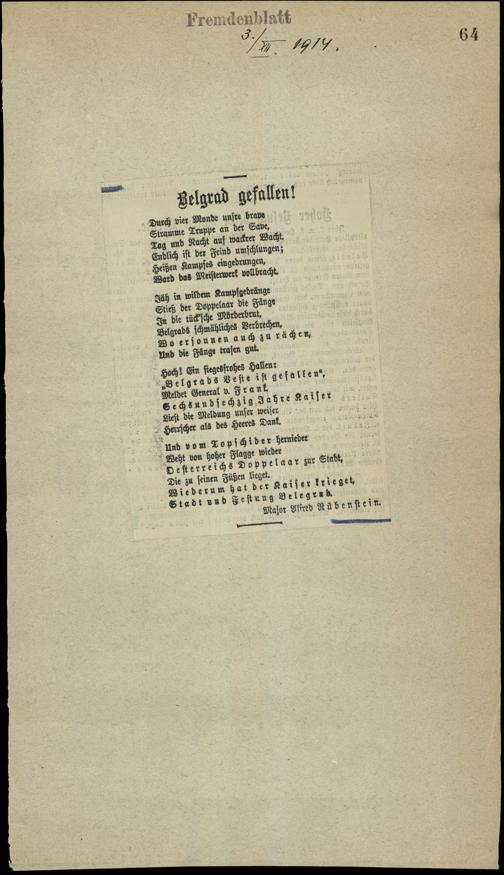 Fremdenblatt
3./XII. 1914.
64
Belgrad gefallen!
Durch vier Monde unsre brave
Stramme Truppe an der Save,
Tag und Nacht auf wackrer Wacht.
Endlich ist der Feind umschlungen;
Heißen Kampfes eingedrungen,
Ward das Meisterwerk vollbracht.
Jäh in wildem Kampfgedränge
Stieß der Doppelaar die Fänge
In die tück'sche Mörderbrut,
Belgrads schmähliches Verbrechen,
Wo ersonnen auch zu rächen,
Und die Fänge trafen gut.
Hoch! Ein siegesfrohes Hallen:
„Belgrads Veste ist gefallen",
Meldet General v. Frank.
Sechsundsechzig Jahre Kaiser
Liest die Meldung unser weiser
Herrscher als des Heeres Dank.
Und vom Topschider hernieder
Weht von hoher Flagge wieder
Oesterreichs Doppelaar zur Stadt,
Die zu seinen Füßen lieget.
Wiederum hat der Kaiser krieget,
Stadt und Festung Belegrad.
Major Alfred Rübenstein.